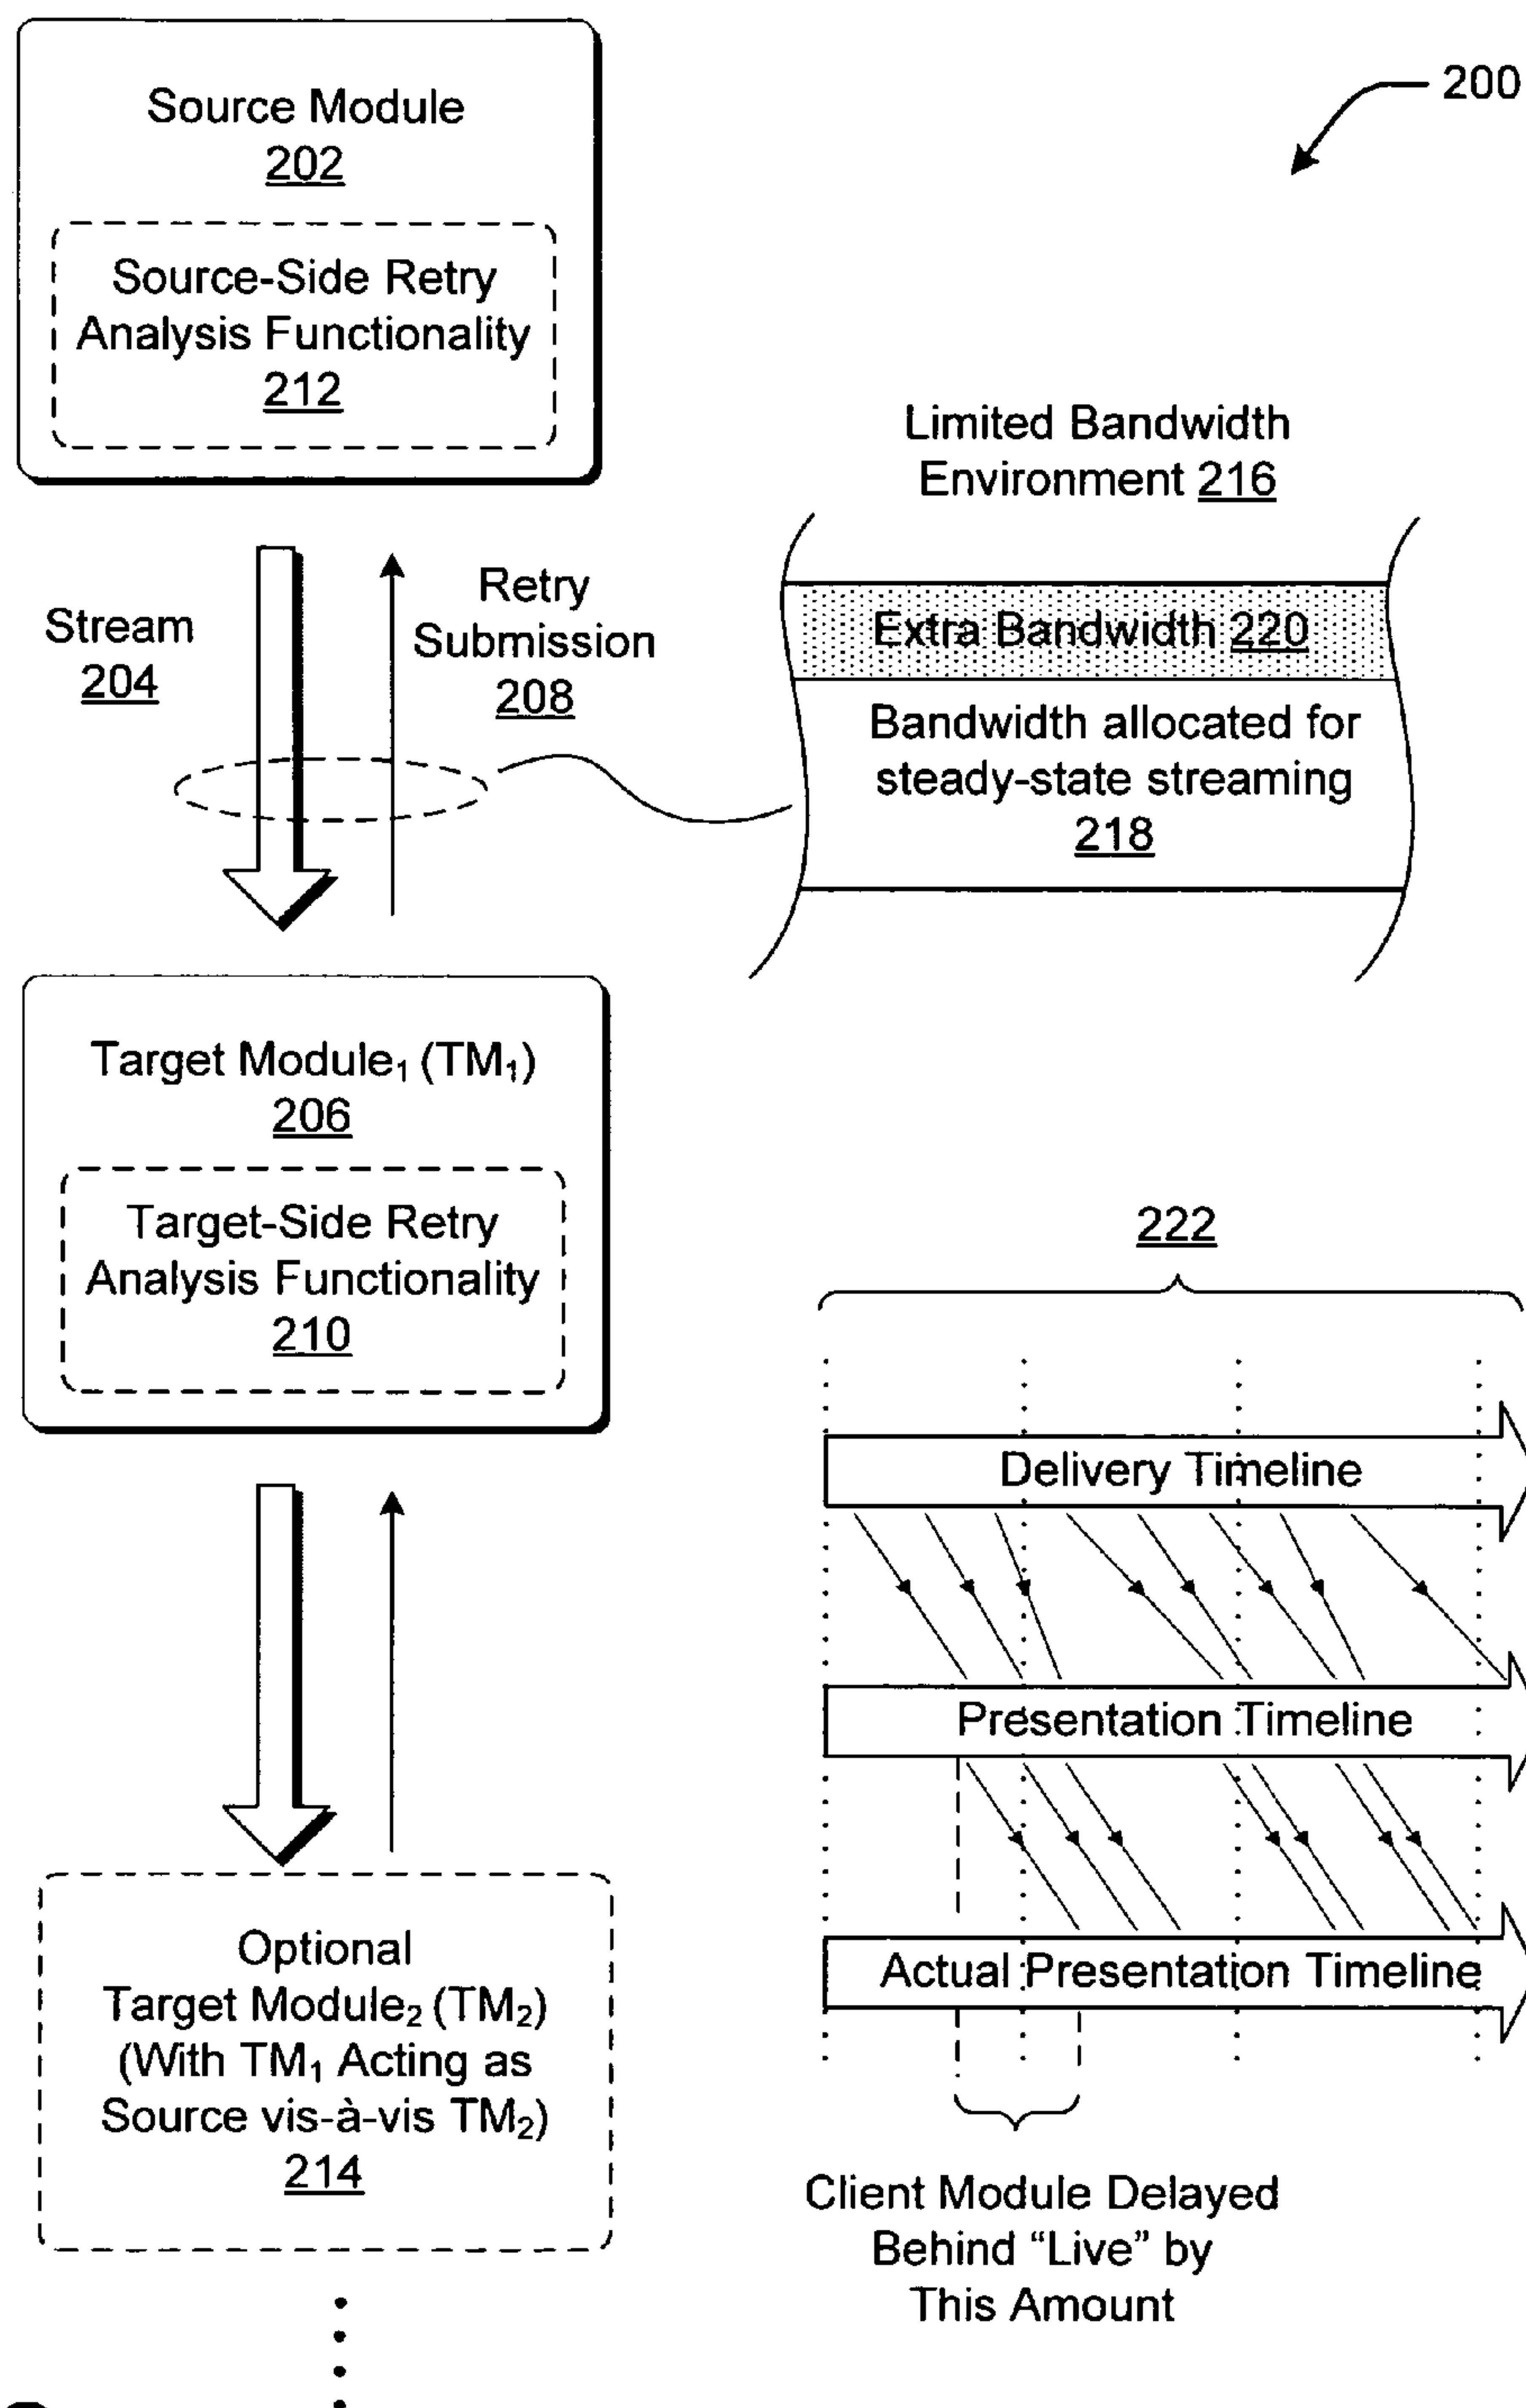 200
Source Module
202
Source-Side Retry
Analysis Functionality
212
Limited Bandwidth
Environment 216
Stream
204
Retry
Submission
208
Extra Bandwidth 220
Bandwidth allocated for
steady-state streaming
218
Target Module₁ (TM₁)
206
Target-Side Retry
Analysis Functionality
210
222
Delivery Timeline
Presentation Timeline
Actual Presentation Timeline
Optional
Target Module₂ (TM₂)
(With TM₁ Acting as
Source vis-à-vis TM₂)
214
Client Module Delayed
Behind “Live” by
This Amount